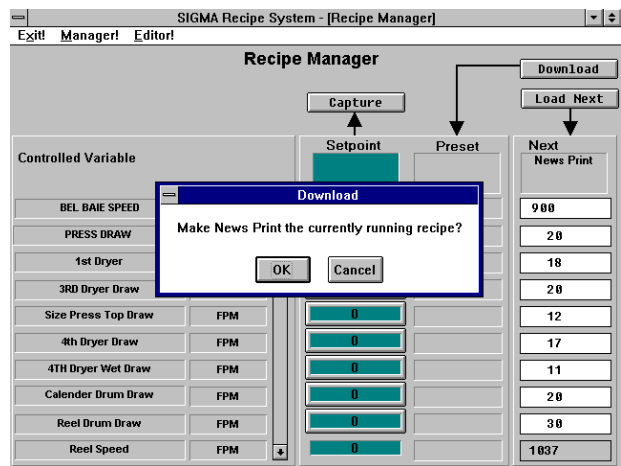 SIGMA Recipe System - [Recipe Manager]
Exit! Manager! Editor!
Recipe Manager
Download
Capture
Load Next
Setpoint Preset Next
Controlled Variable
News Print
Download
BEL BAIE SPEED 900
Make News Print the currently running recipe?
PRESS DRAW 20
1st Dryer 18
OK Cancel
3RD Dryer Draw 20
Size Press Top Draw FPM 0 12
4th Dryer Draw FPM 0 17
4TH Dryer Wet Draw FPM 0 11
Calender Drum Draw FPM 0 20
Reel Drum Draw FPM 0 30
Reel Speed FPM 0 1037